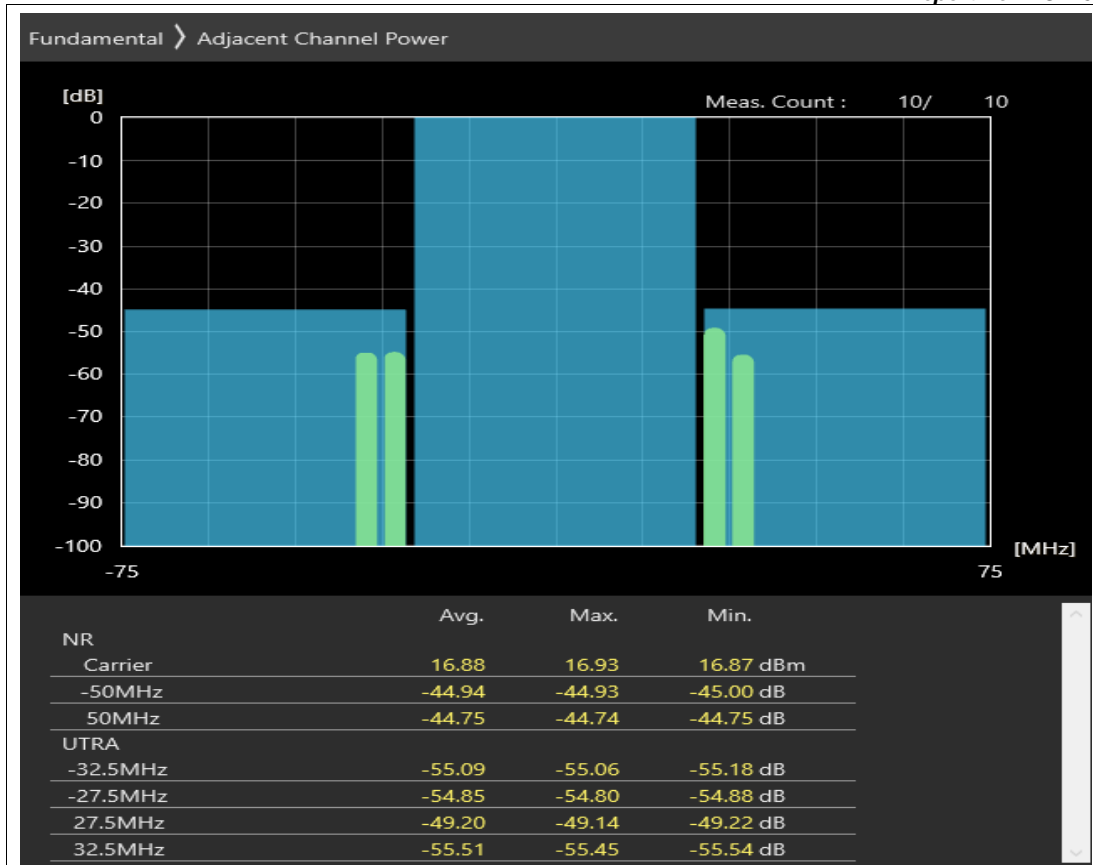 Fundamental 〉 Adjacent Channel Power
[dB]
Meas. Count : 10/ 10
0
-10
-20
-30
-40
-50
-60
-70
-80
-90
-100
[MHz]
-75 75
Avg. Max. Min.
NR
Carrier 16.88 16.93 16.87 dBm
-50MHz -44.94 -44.93 -45.00 dB
50MHz -44.75 -44.74 -44.75 dB
UTRA
-32.5MHz -55.09 -55.06 -55.18 dB
-27.5MHz -54.85 -54.80 -54.88 dB
27.5MHz -49.20 -49.14 -49.22 dB
32.5MHz -55.51 -55.45 -55.54 dB